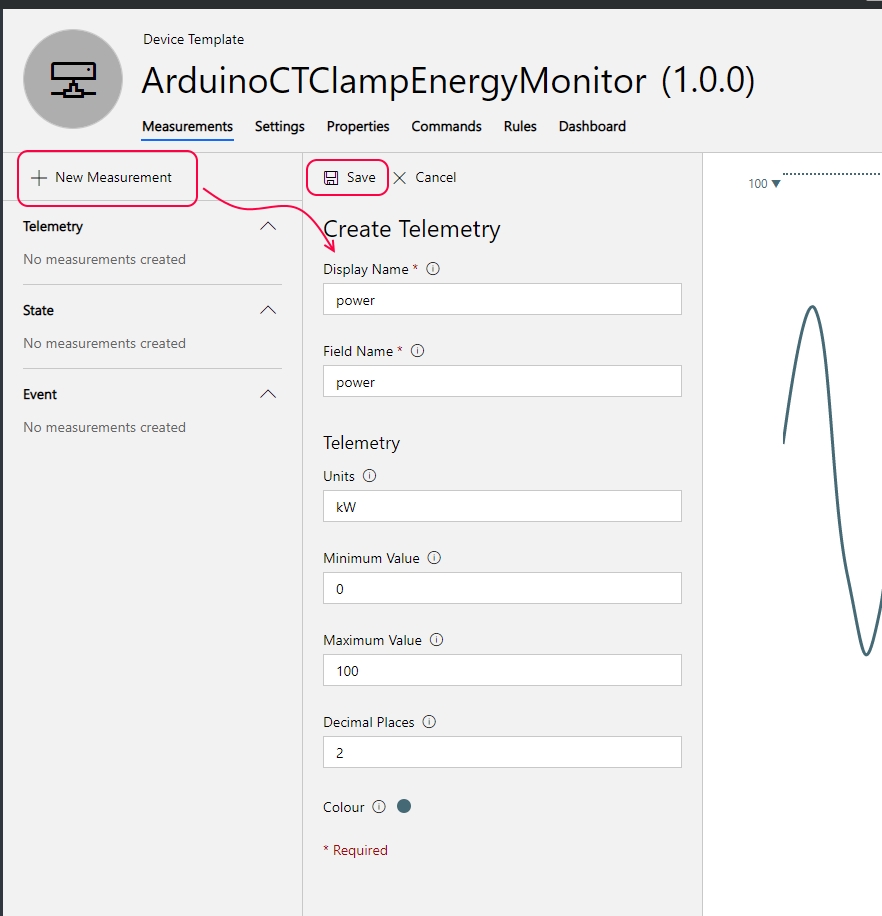 Device Template
ArduinoCTClampEnergyMonitor (1.0.0)
Measurements Settings Properties Commands Rules Dashboard
New Measurement
Telemetry
No measurements created
State
No measurements created
Event
No measurements created
Save Cancel
Create Telemetry
Display Name *
power
Field Name *
power
Telemetry
Units
kW
Minimum Value
0
Maximum Value
100
Decimal Places
2
Colour
* Required
100